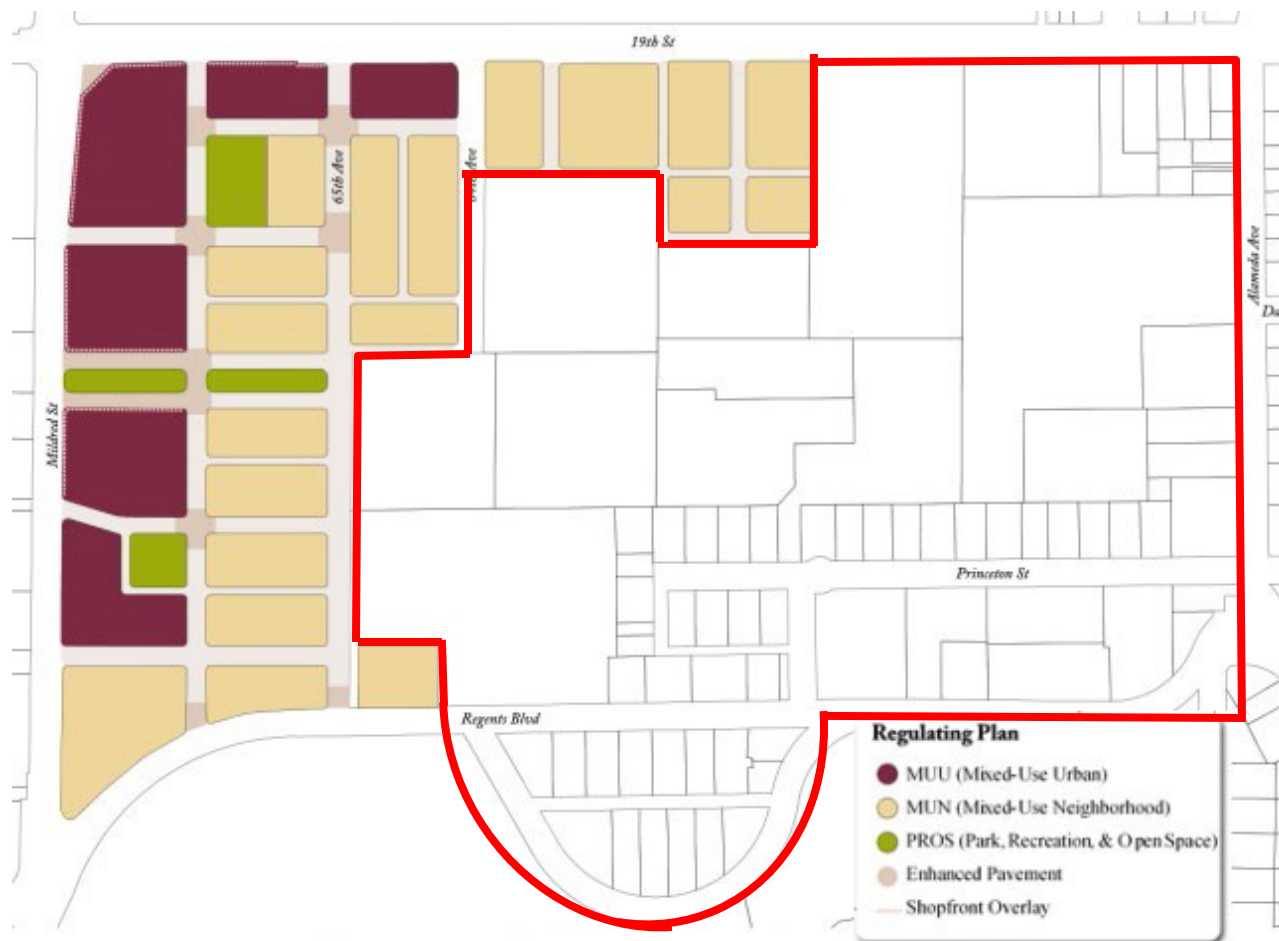 19th St
65th Ave
Ave
Alameda Ave
Mildred St
Princeton St
Regents Blvd
Regulating Plan
MUU (Mixed-Use Urban)
MUN (Mixed-Use Neighborhood)
PROS (Park, Recreation, & Open Space)
Enhanced Pavement
Shopfront Overlay